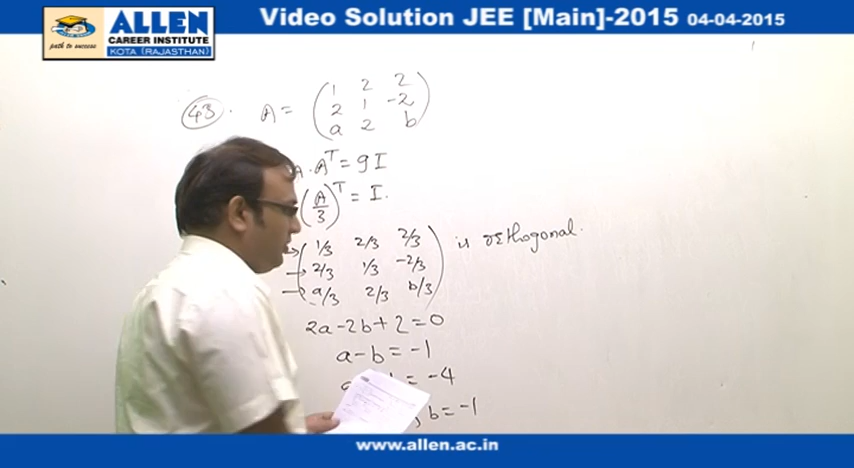 ALLEN
CAREER INSTITUTE
KOTA (RAJASTHAN)
path to success
Video Solution JEE [Main]-2015 04-04-2015
43. A = ( 1 2 2
2 1 -2
a 2 b )
A. Aᵀ = 9I
(A/3)ᵀ = I.
→ ( 1/3 2/3 2/3
→ 2/3 1/3 -2/3
→ a/3 2/3 b/3 ) is orthogonal.
2a-2b+2=0
a-b = -1
= -4
, b=-1
www.allen.ac.in